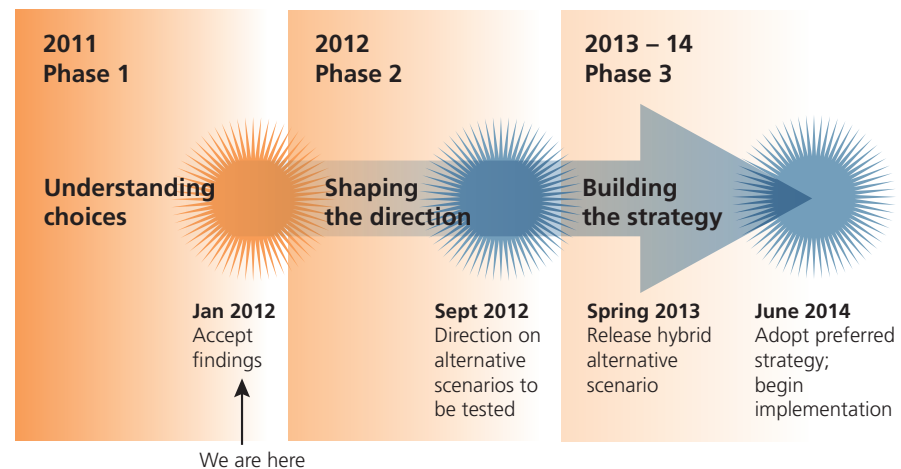 2011
Phase 1
2012
Phase 2
2013 – 14
Phase 3
Understanding
choices
Shaping
the direction
Building
the strategy
Jan 2012
Accept
findings
Sept 2012
Direction on
alternative
scenarios to
be tested
Spring 2013
Release hybrid
alternative
scenario
June 2014
Adopt preferred
strategy;
begin
implementation
We are here